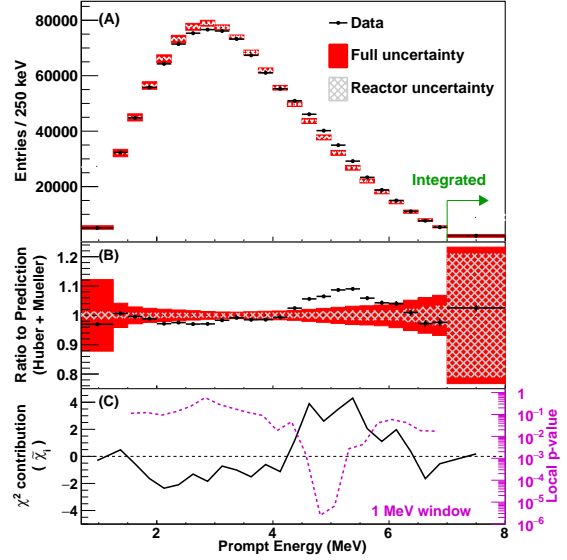 (A)
Data
Full uncertainty
Reactor uncertainty
Integrated
Entries / 250 keV
80000
60000
40000
20000
(B)
Ratio to Prediction
(Huber + Mueller)
1.2
1.1
1.0
0.9
0.8
(C)
χ² contribution
( χ̃ᵢ )
4
2
0
−2
−4
1 MeV window
Local p-value
1
10⁻¹
10⁻²
10⁻³
10⁻⁴
10⁻⁵
10⁻⁶
2
4
6
8
Prompt Energy (MeV)